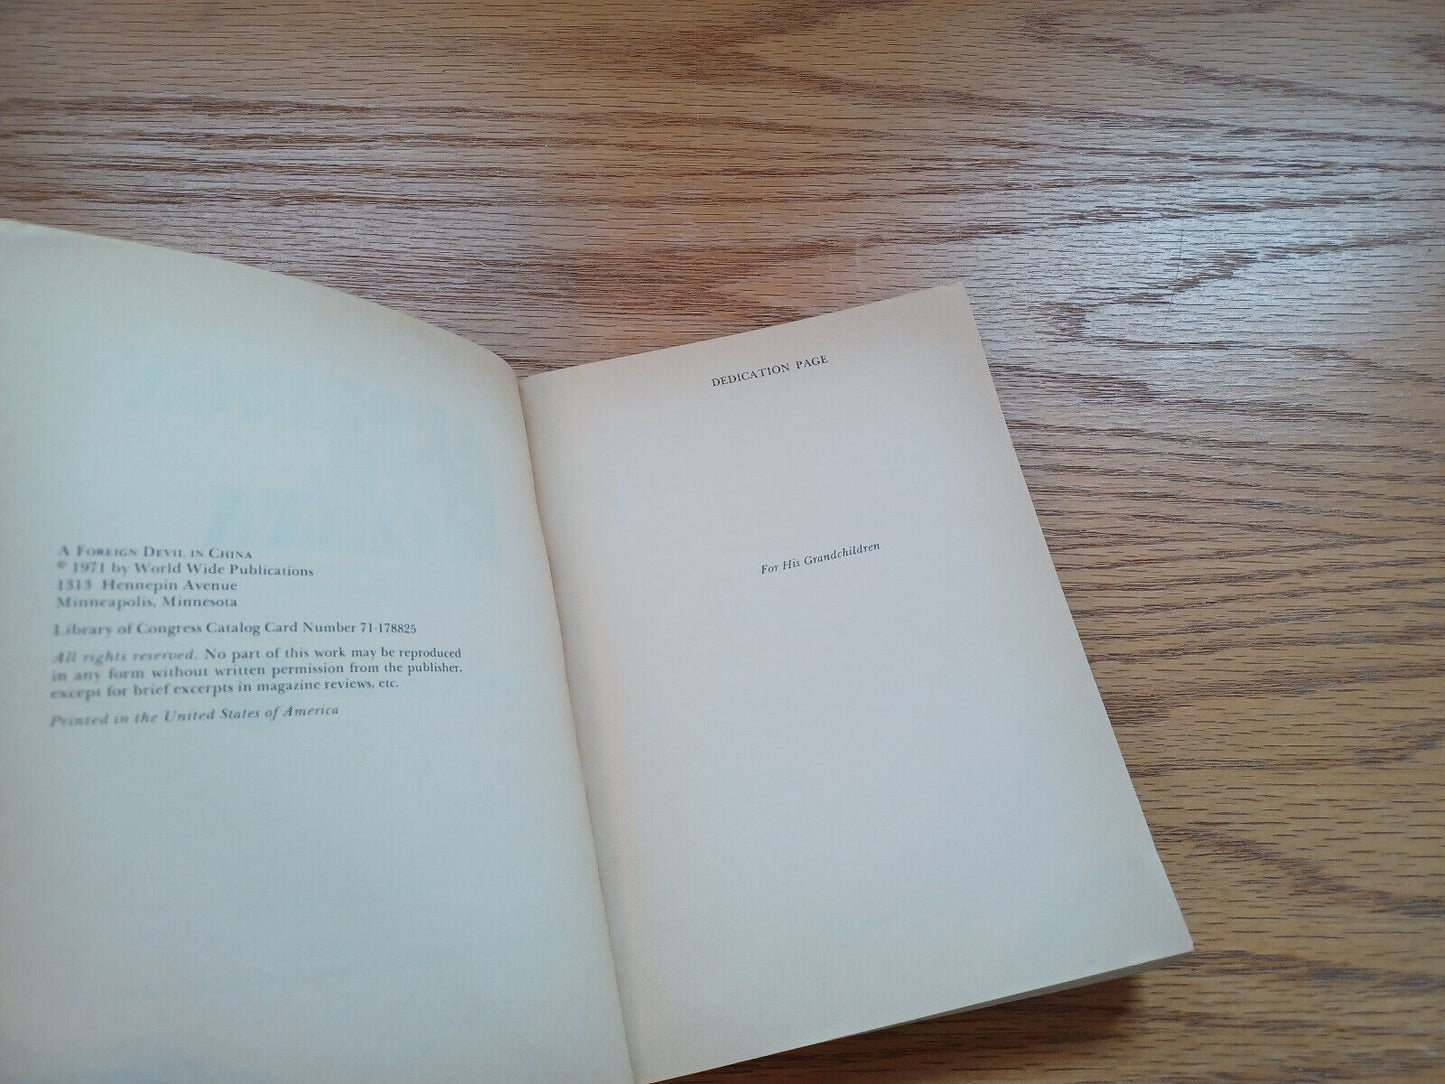 A FOREIGN DEVIL IN CHINA
© 1971 by World Wide Publications
1313 Hennepin Avenue
Minneapolis, Minnesota
Library of Congress Catalog Card Number 71-178825
All rights reserved. No part of this work may be reproduced
in any form without written permission from the publisher,
except for brief excerpts in magazine reviews, etc.
Printed in the United States of America
DEDICATION PAGE
For His Grandchildren